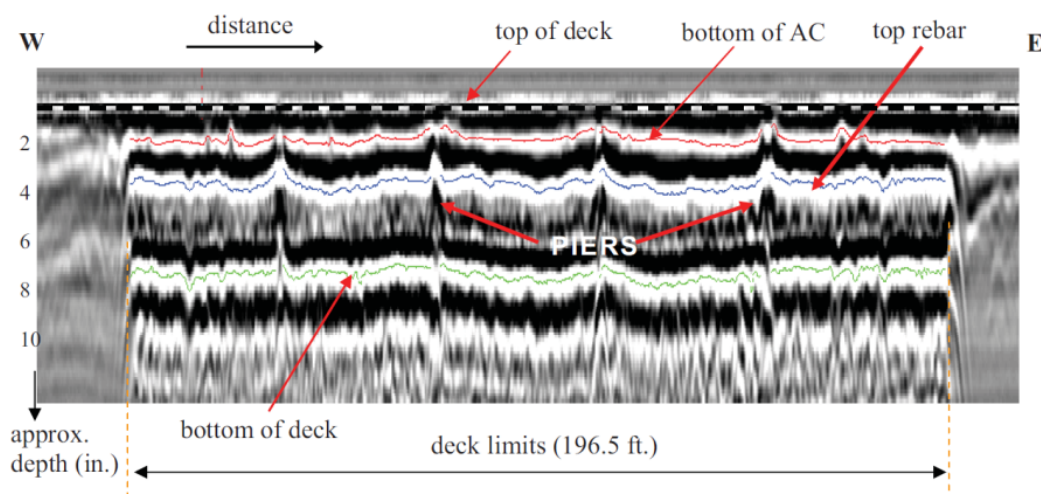 distance
W
top of deck
bottom of AC
top rebar
E
2
4
6
PIERS
8
10
bottom of deck
approx.
depth (in.)
deck limits (196.5 ft.)